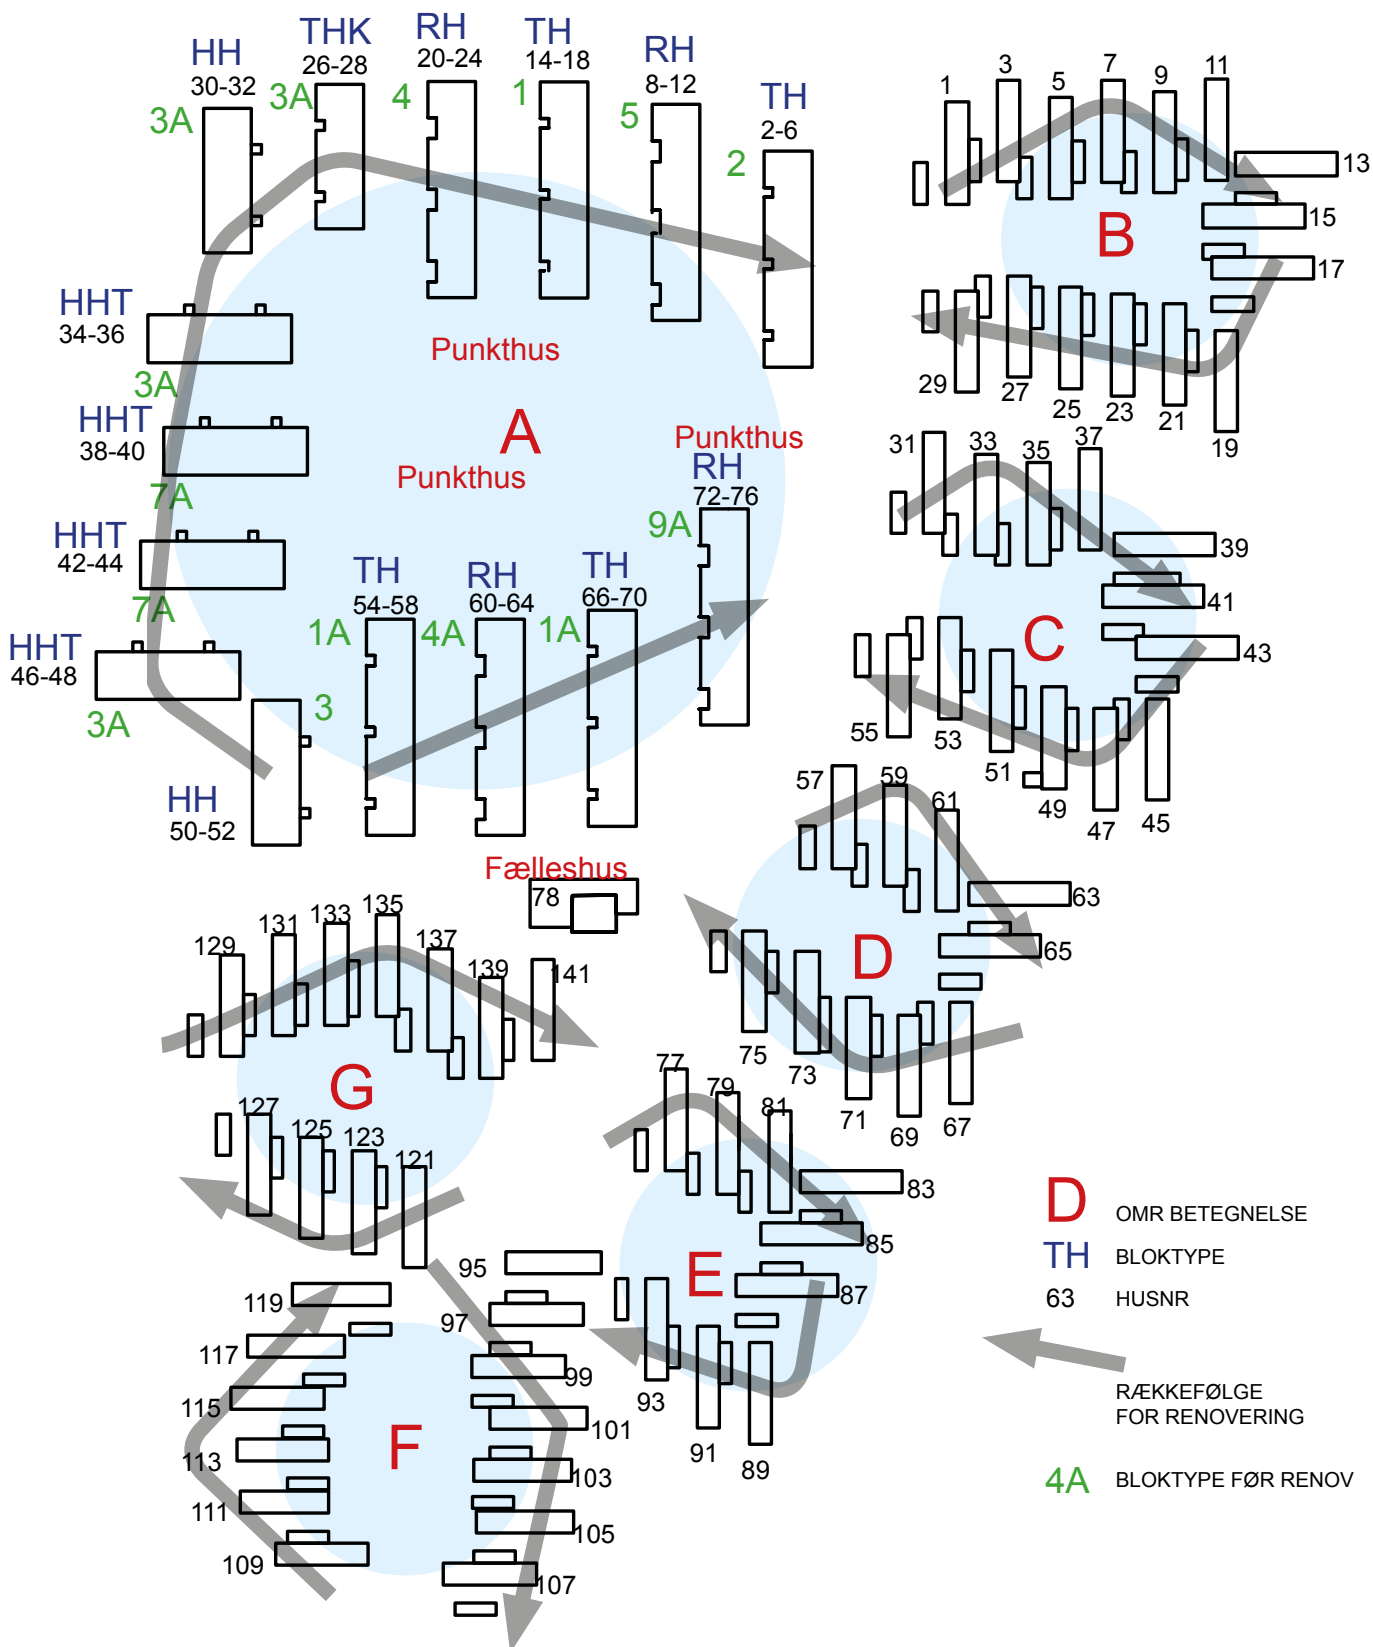 HH
30-32
3A
THK
26-28
3A
RH
20-24
4
TH
14-18
1
RH
8-12
5
TH
2-6
2
HHT
34-36
3A
HHT
38-40
7A
HHT
42-44
7A
HHT
46-48
3A
HH
50-52
3
Punkthus
A
Punkthus
Punkthus
RH
72-76
9A
TH
54-58
1A
RH
60-64
4A
TH
66-70
1A
Fælleshus
78
1
3
5
7
9
11
13
15
17
B
29
27
25
23
21
19
31
33
35
37
39
41
43
C
55
53
51
49
47
45
57
59
61
63
65
D
75
73
71
69
67
77
79
81
83
85
87
E
93
91
89
129
131
133
135
137
139
141
G
127
125
123
121
95
97
99
101
103
105
107
F
119
117
115
113
111
109
D OMR BETEGNELSE
TH BLOKTYPE
63 HUSNR
RÆKKEFØLGE
FOR RENOVERING
4A BLOKTYPE FØR RENOV